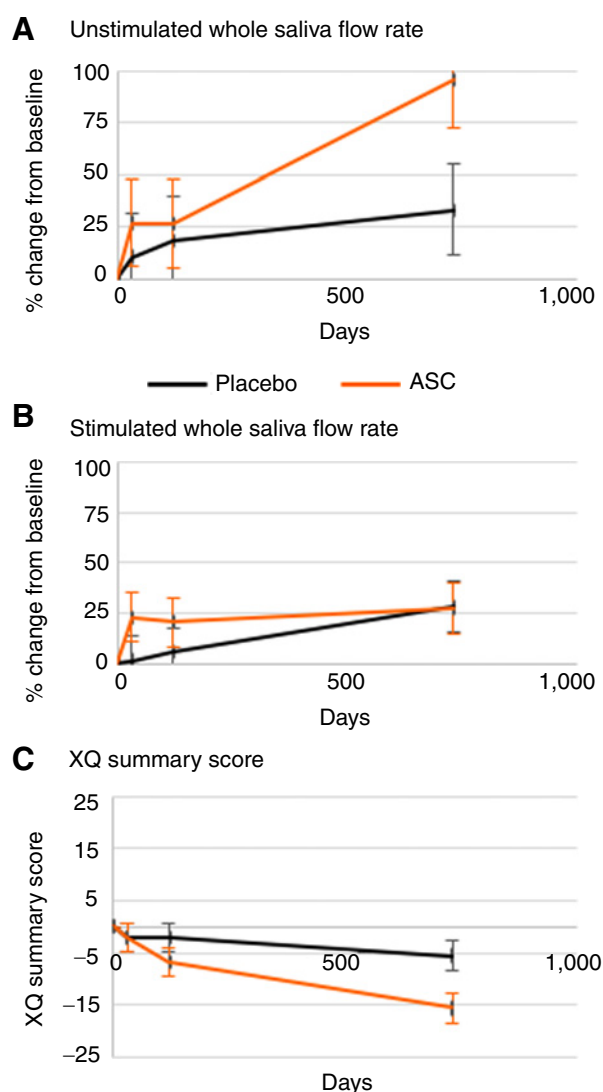 A Unstimulated whole saliva flow rate
% change from baseline
100
75
50
25
0
0 500 1,000
Days
Placebo ASC
B Stimulated whole saliva flow rate
% change from baseline
100
75
50
25
0
0 500 1,000
Days
C XQ summary score
XQ summary score
25
15
5
–5
–15
–25
0 500 1,000
Days